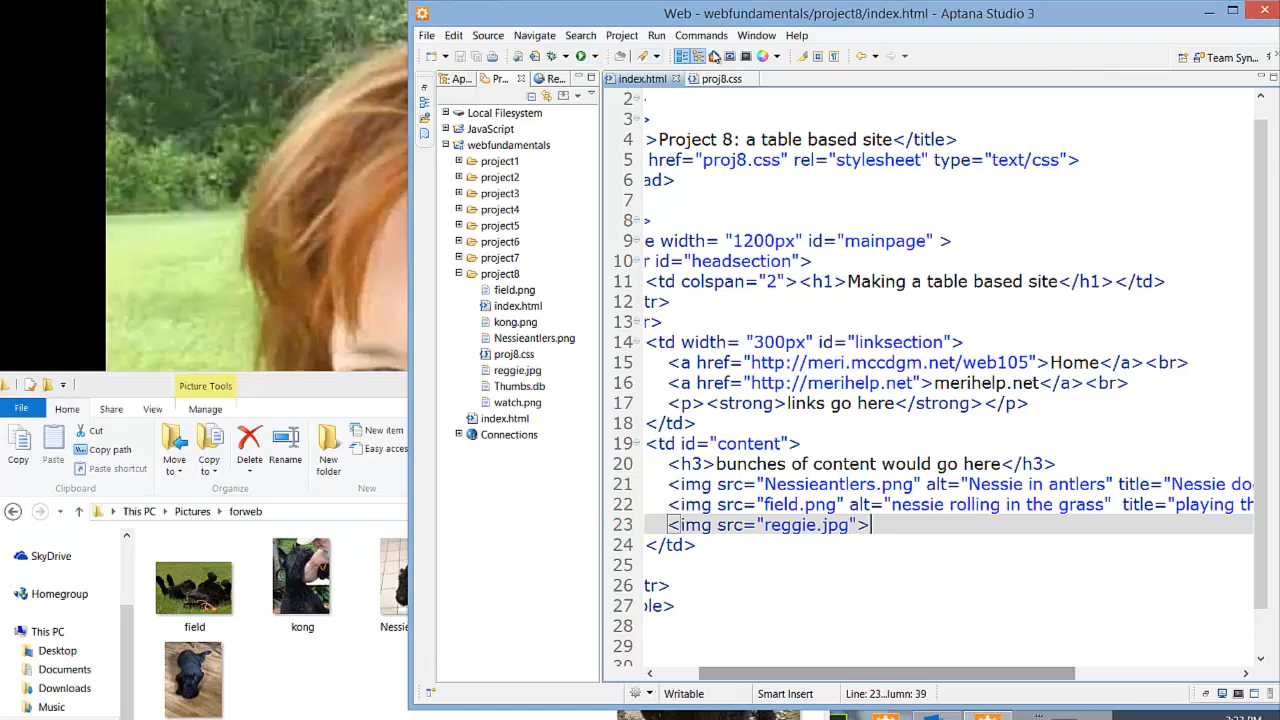 Web - webfundamentals/project8/index.html - Aptana Studio 3
File Edit Source Navigate Search Project Run Commands Window Help
Team Syn...
Ap... Pr... Re... index.html proj8.css
Local Filesystem
JavaScript
webfundamentals
project1
project2
project3
project4
project5
project6
project7
project8
field.png
index.html
kong.png
Nessieantlers.png
proj8.css
reggie.jpg
Thumbs.db
watch.png
index.html
Connections
2
3 >
4 >Project 8: a table based site</title>
5 href="proj8.css" rel="stylesheet" type="text/css">
6 ad>
7
8 >
9 e width= "1200px" id="mainpage" >
10 r id="headsection">
11 <td colspan="2"><h1>Making a table based site</h1></td>
12 tr>
13 r>
14 <td width= "300px" id="linksection">
15 <a href="http://meri.mccdgm.net/web105">Home</a><br>
16 <a href="http://merihelp.net">merihelp.net</a><br>
17 <p><strong>links go here</strong></p>
18 </td>
19 <td id="content">
20 <h3>bunches of content would go here</h3>
21 <img src="Nessieantlers.png" alt="Nessie in antlers" title="Nessie do
22 <img src="field.png" alt="nessie rolling in the grass" title="playing th
23 <img src="reggie.jpg">
24 </td>
25
26 tr>
27 ble>
28
29
30
Writable Smart Insert Line: 23...lumn: 39
Picture Tools
File Home Share View Manage
Copy
Paste
Cut
Copy path
Paste shortcut
Clipboard
Move to
Copy to
Delete
Rename
Organize
New folder
New item
Easy acces
New
This PC Pictures forweb
SkyDrive
Homegroup
This PC
Desktop
Documents
Downloads
Music
field
kong
Nessie